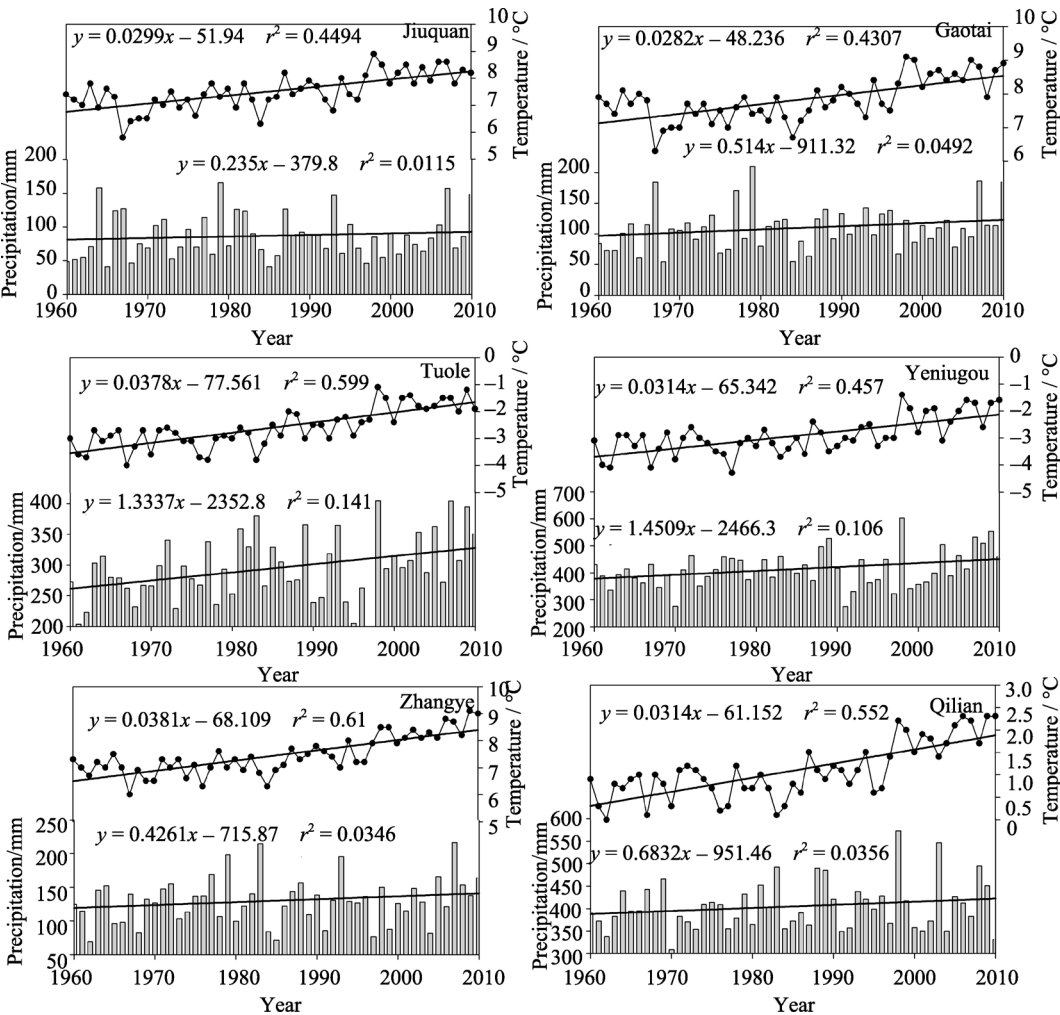 Jiuquan
y = 0.0299x − 51.94 r² = 0.4494
10
9
8
7
6
5
Temperature / °C
y = 0.235x − 379.8 r² = 0.0115
200
150
100
50
0
Precipitation/mm
1960 1970 1980 1990 2000 2010
Year
Gaotai
y = 0.0282x − 48.236 r² = 0.4307
10
9
8
7
6
Temperature / °C
y = 0.514x − 911.32 r² = 0.0492
200
150
100
50
0
Precipitation/mm
1960 1970 1980 1990 2000 2010
Year
Tuole
y = 0.0378x − 77.561 r² = 0.599
0
−1
−2
−3
−4
−5
Temperature / °C
y = 1.3337x − 2352.8 r² = 0.141
400
350
300
250
200
Precipitation/mm
1960 1970 1980 1990 2000 2010
Year
Yeniugou
y = 0.0314x − 65.342 r² = 0.457
0
−1
−2
−3
−4
−5
Temperature / °C
y = 1.4509x − 2466.3 r² = 0.106
700
600
500
400
300
200
Precipitation/mm
1960 1970 1980 1990 2000 2010
Year
Zhangye
y = 0.0381x − 68.109 r² = 0.61
10
9
8
7
6
5
Temperature / °C
y = 0.4261x − 715.87 r² = 0.0346
250
200
150
100
50
Precipitation/mm
1960 1970 1980 1990 2000 2010
Year
Qilian
y = 0.0314x − 61.152 r² = 0.552
3.0
2.5
2.0
1.5
1.0
0.5
0
Temperature / °C
y = 0.6832x − 951.46 r² = 0.0356
600
550
500
450
400
350
300
Precipitation/mm
1960 1970 1980 1990 2000 2010
Year